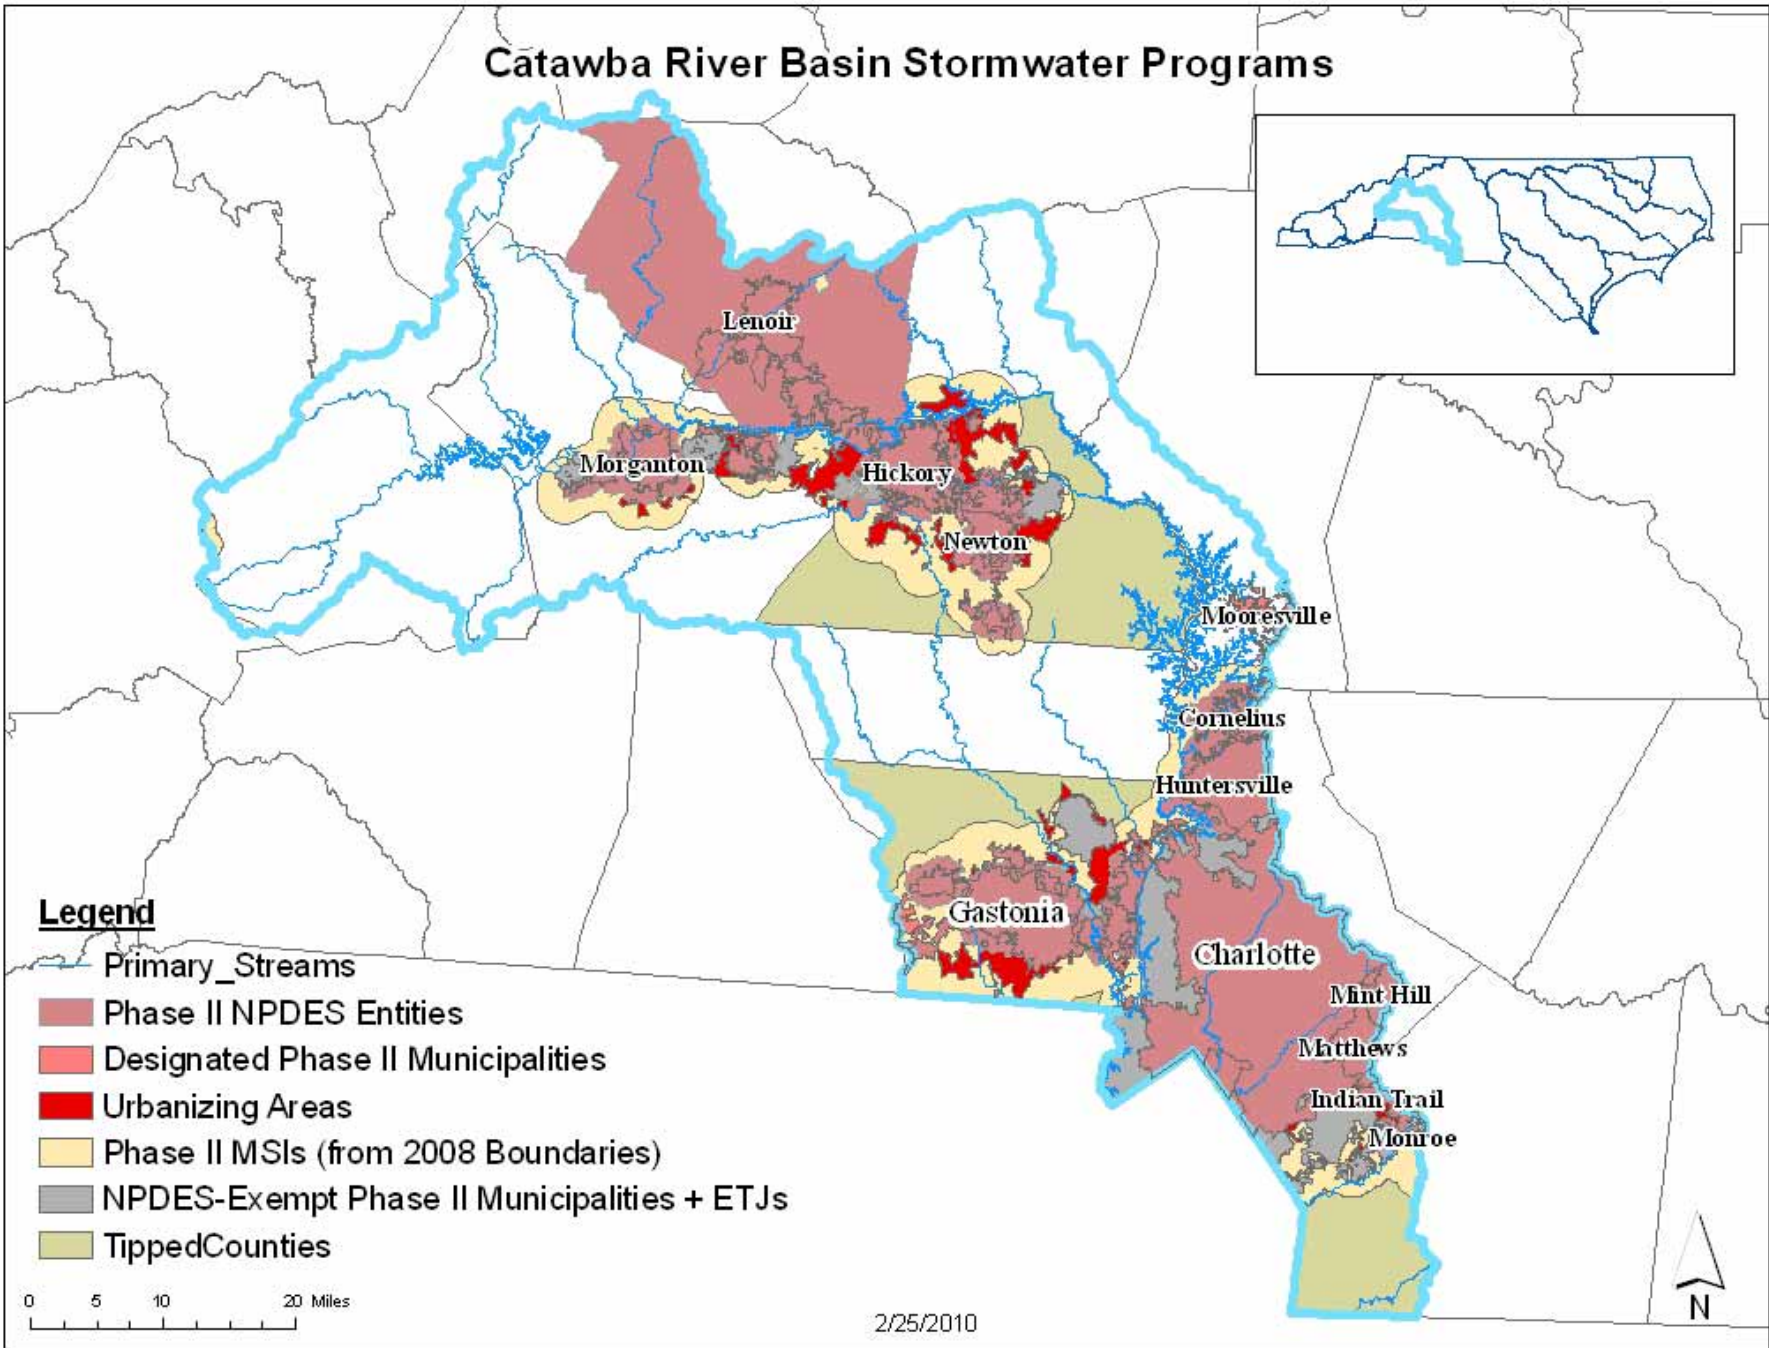 Catawba River Basin Stormwater Programs
Lenoir
Morganton
Hickory
Newton
Mooresville
Cornelius
Huntersville
Gastonia
Charlotte
Mint Hill
Matthews
Indian Trail
Monroe
Legend
Primary_Streams
Phase II NPDES Entities
Designated Phase II Municipalities
Urbanizing Areas
Phase II MSIs (from 2008 Boundaries)
NPDES-Exempt Phase II Municipalities + ETJs
TippedCounties
0 5 10 20 Miles
2/25/2010
N